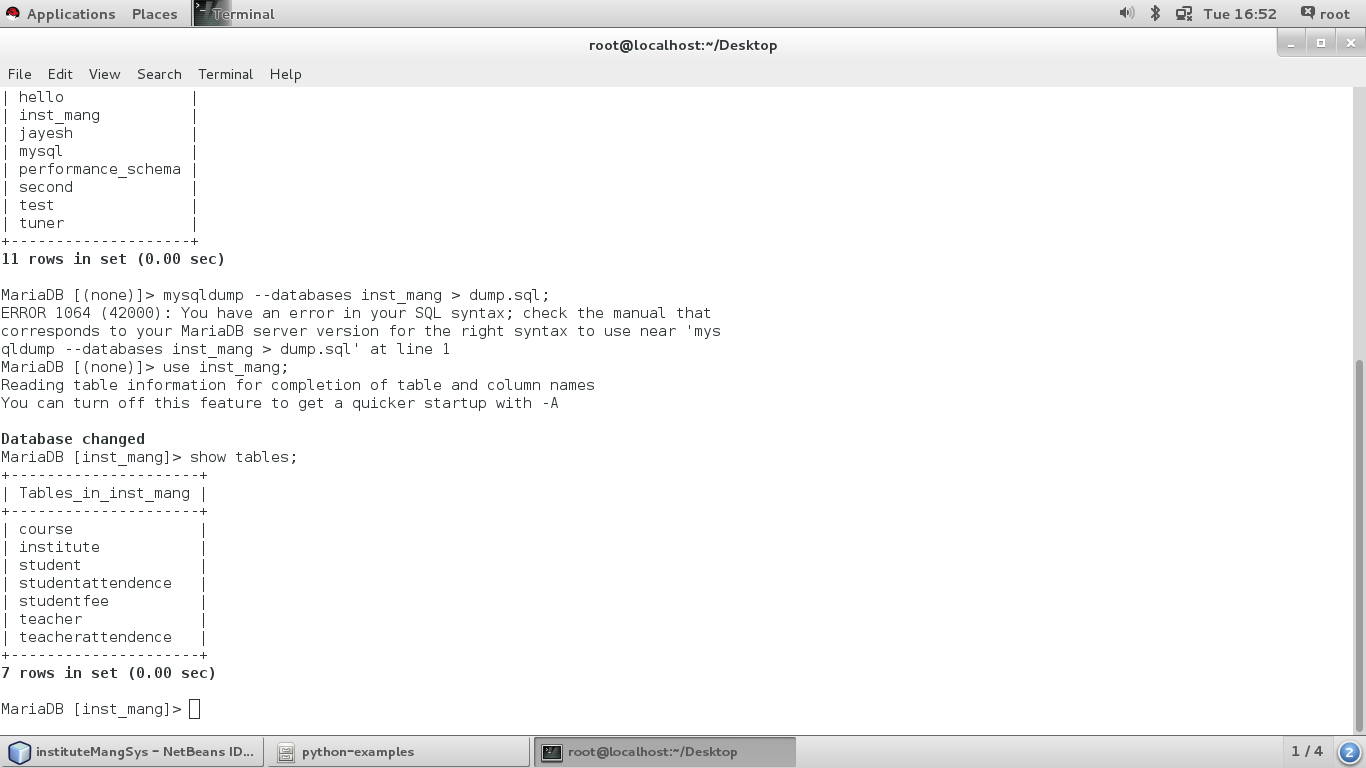 Applications Places Terminal Tue 16:52 root
root@localhost:~/Desktop
File Edit View Search Terminal Help
| hello              |
| inst_mang          |
| jayesh             |
| mysql              |
| performance_schema |
| second             |
| test               |
| tuner              |
+--------------------+
11 rows in set (0.00 sec)
MariaDB [(none)]> mysqldump --databases inst_mang > dump.sql;
ERROR 1064 (42000): You have an error in your SQL syntax; check the manual that
corresponds to your MariaDB server version for the right syntax to use near 'mys
qldump --databases inst_mang > dump.sql' at line 1
MariaDB [(none)]> use inst_mang;
Reading table information for completion of table and column names
You can turn off this feature to get a quicker startup with -A
Database changed
MariaDB [inst_mang]> show tables;
+---------------------+
| Tables_in_inst_mang |
+---------------------+
| course              |
| institute           |
| student             |
| studentattendence   |
| studentfee          |
| teacher             |
| teacherattendence   |
+---------------------+
7 rows in set (0.00 sec)
MariaDB [inst_mang]>
instituteMangSys – NetBeans ID... python-examples root@localhost:~/Desktop 1 / 4 2